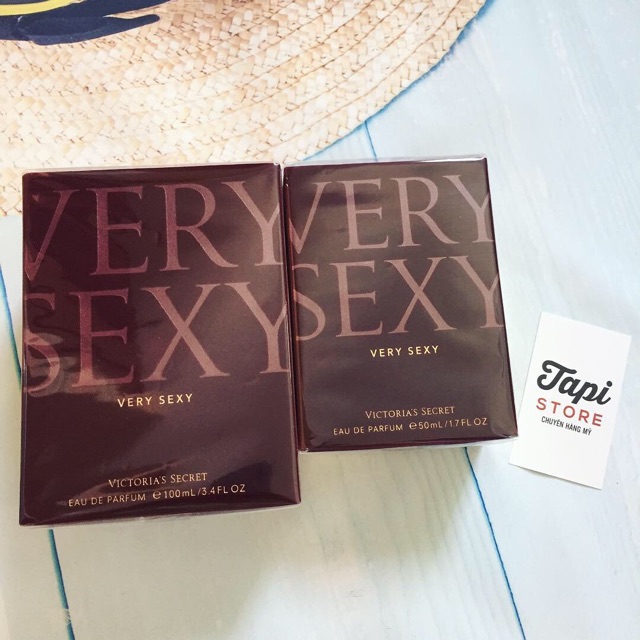 VERY
SEXY
VERY SEXY
VICTORIA'S SECRET
EAU DE PARFUM ℮ 100mL/3.4FL OZ
VERY
SEXY
VERY SEXY
VICTORIA'S SECRET
EAU DE PARFUM ℮ 50mL/1.7FL OZ
Tapi
STORE
CHUYÊN HÀNG MỸ